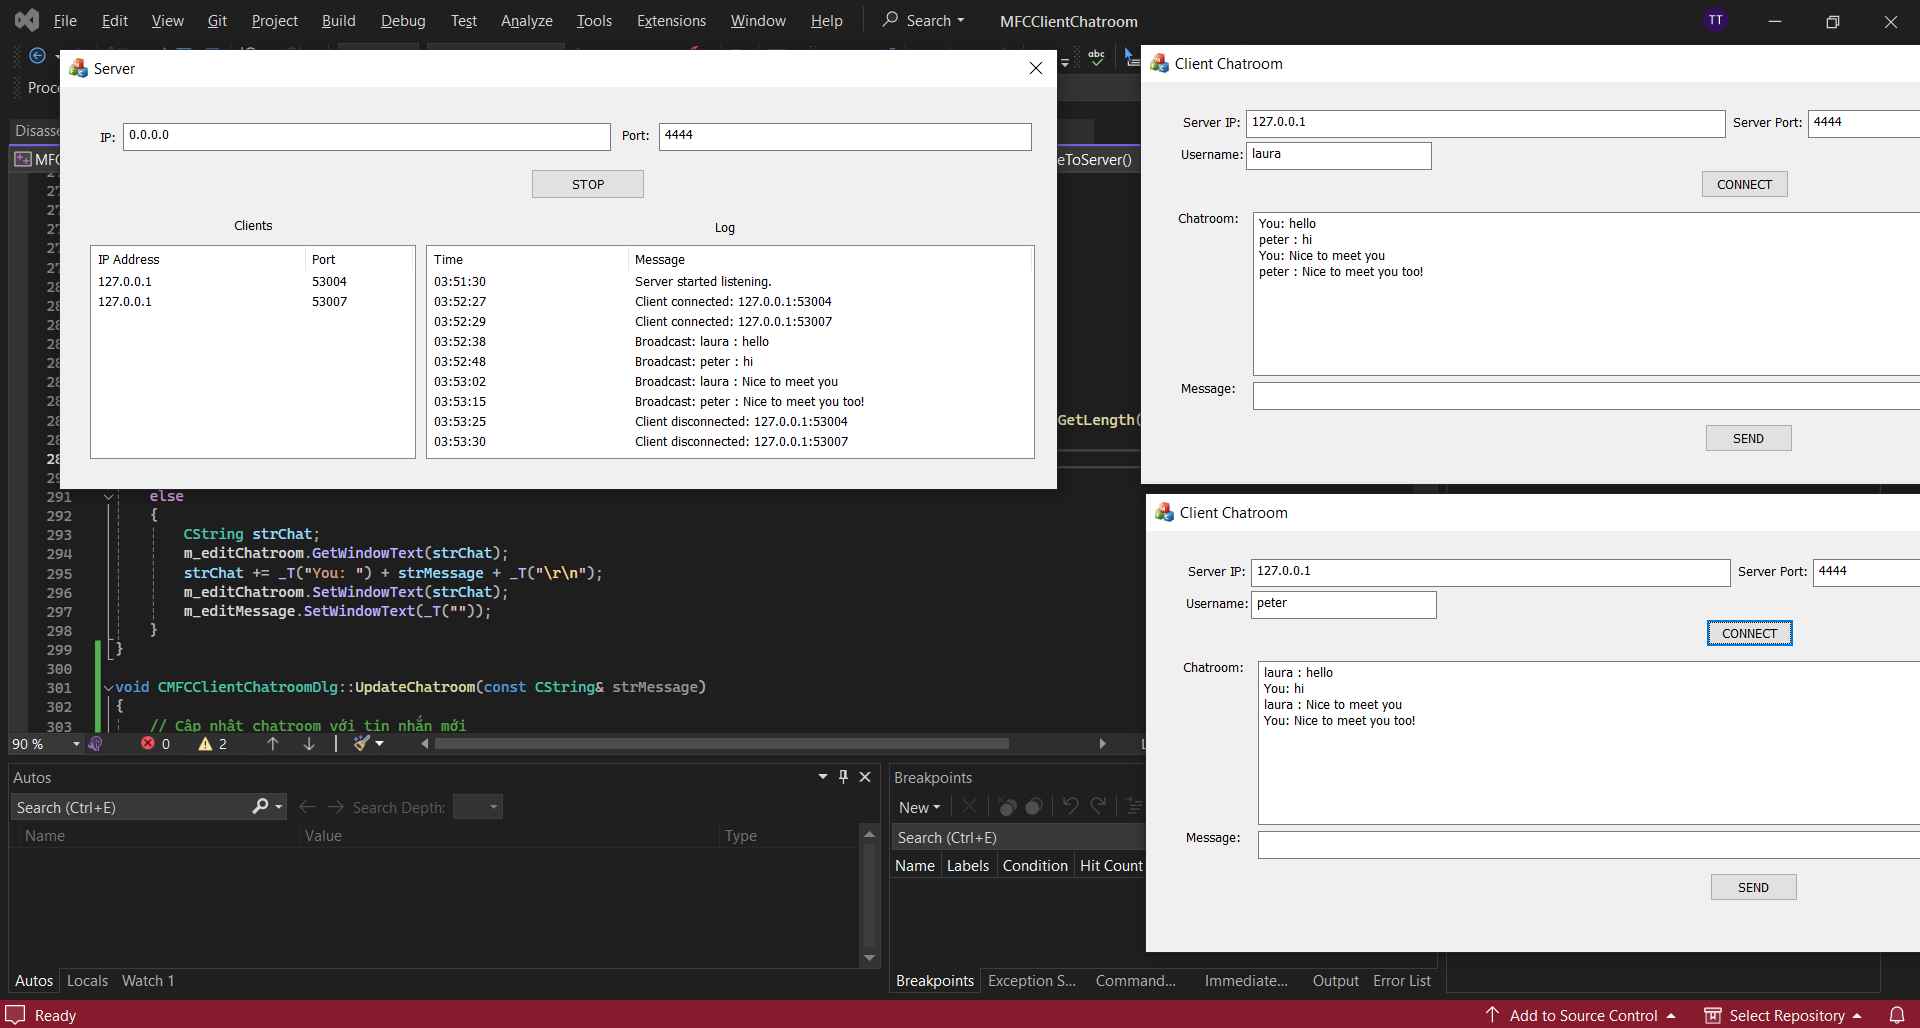 File Edit View Git Project Build Debug Test Analyze Tools Extensions Window Help Search MFCClientChatroom TT
abc
Server
IP: 0.0.0.0 Port: 4444
STOP
Clients
IP Address Port
127.0.0.1 53004
127.0.0.1 53007
Log
Time Message
03:51:30 Server started listening.
03:52:27 Client connected: 127.0.0.1:53004
03:52:29 Client connected: 127.0.0.1:53007
03:52:38 Broadcast: laura : hello
03:52:48 Broadcast: peter : hi
03:53:02 Broadcast: laura : Nice to meet you
03:53:15 Broadcast: peter : Nice to meet you too!
03:53:25 Client disconnected: 127.0.0.1:53004
03:53:30 Client disconnected: 127.0.0.1:53007
Client Chatroom
Server IP: 127.0.0.1 Server Port: 4444
Username: laura
CONNECT
Chatroom:
You: hello
peter : hi
You: Nice to meet you
peter : Nice to meet you too!
Message:
SEND
Client Chatroom
Server IP: 127.0.0.1 Server Port: 4444
Username: peter
CONNECT
Chatroom:
laura : hello
You: hi
laura : Nice to meet you
You: Nice to meet you too!
Message:
SEND
Proce
Disasse
MFC
eToServer()
GetLength(
291 else
292 {
293 CString strChat;
294 m_editChatroom.GetWindowText(strChat);
295 strChat += _T("You: ") + strMessage + _T("\r\n");
296 m_editChatroom.SetWindowText(strChat);
297 m_editMessage.SetWindowText(_T(""));
298 }
299 }
300
301 void CMFCClientChatroomDlg::UpdateChatroom(const CString& strMessage)
302 {
303 // Cập nhật chatroom với tin nhắn mới
90 % 0 2
Autos
Search (Ctrl+E) Search Depth:
Name Value Type
Autos Locals Watch 1
Breakpoints
New
Search (Ctrl+E)
Name Labels Condition Hit Count
Breakpoints Exception S... Command... Immediate... Output Error List
Ready Add to Source Control Select Repository